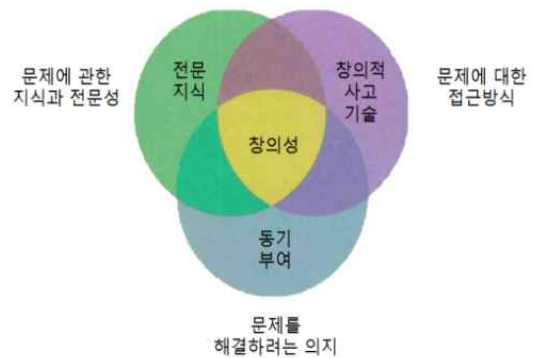 문제에 관한
지식과 전문성
전문
지식
창의적
사고
기술
문제에 대한
접근방식
창의성
동기
부여
문제를
해결하려는 의지